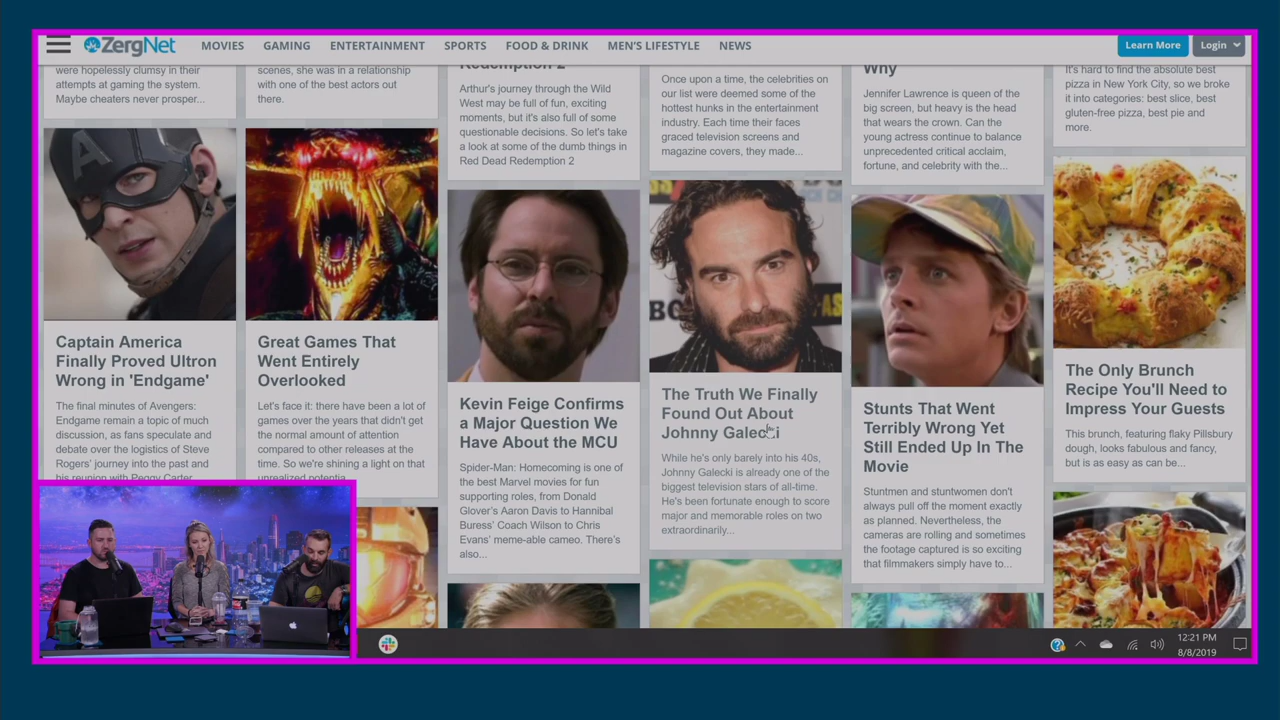 ZergNet
MOVIES
GAMING
ENTERTAINMENT
SPORTS
FOOD & DRINK
MEN'S LIFESTYLE
NEWS
Learn More
Login
were hopelessly clumsy in their
attempts at gaming the system.
Maybe cheaters never prosper...
A
Captain America
Finally Proved Ultron
Wrong in 'Endgame'
The final minutes of Avengers:
Endgame remain a topic of much
discussion, as fans speculate and
debate over the logistics of Steve
Rogers' journey into the past and
his reunion with Peggy Carter
scenes, she was in a relationship
with one of the best actors out
there.
Great Games That
Went Entirely
Overlooked
Let's face it: there have been a lot of
games over the years that didn't get
the normal amount of attention
compared to other releases at the
time. So we're shining a light on that
unrealized potential
Redemption 2
Arthur's journey through the Wild
West may be full of fun, exciting
moments, but it's also full of some
questionable decisions. So let's take
a look at some of the dumb things in
Red Dead Redemption 2
Kevin Feige Confirms
a Major Question We
Have About the MCU
Spider-Man: Homecoming is one of
the best Marvel movies for fun
supporting roles, from Donald
Glover's Aaron Davis to Hannibal
Buress' Coach Wilson to Chris
Evans' meme-able cameo. There's
also...
Once upon a time, the celebrities on
our list were deemed some of the
hottest hunks in the entertainment
industry. Each time their faces
graced television screens and
magazine covers, they made...
The Truth We Finally
Found Out About
Johnny Galecki
While he's only barely into his 40s,
Johnny Galecki is already one of the
biggest television stars of all-time.
He's been fortunate enough to score
major and memorable roles on two
extraordinarily...
Why
Jennifer Lawrence is queen of the
big screen, but heavy is the head
that wears the crown. Can the
young actress continue to balance
unprecedented critical acclaim,
fortune, and celebrity with the...
Stunts That Went
Terribly Wrong Yet
Still Ended Up In The
Movie
Stuntmen and stuntwomen don't
always pull off the moment exactly
as planned. Nevertheless, the
cameras are rolling and sometimes
the footage captured is so exciting
that filmmakers simply have to...
It's hard to find the absolute best
pizza in New York City, so we broke
it into categories: best slice, best
gluten-free pizza, best pie and
more.
The Only Brunch
Recipe You'll Need to
Impress Your Guests
This brunch, featuring flaky Pillsbury
dough, looks fabulous and fancy,
but is as easy as can be...
12:21 PM
8/8/2019